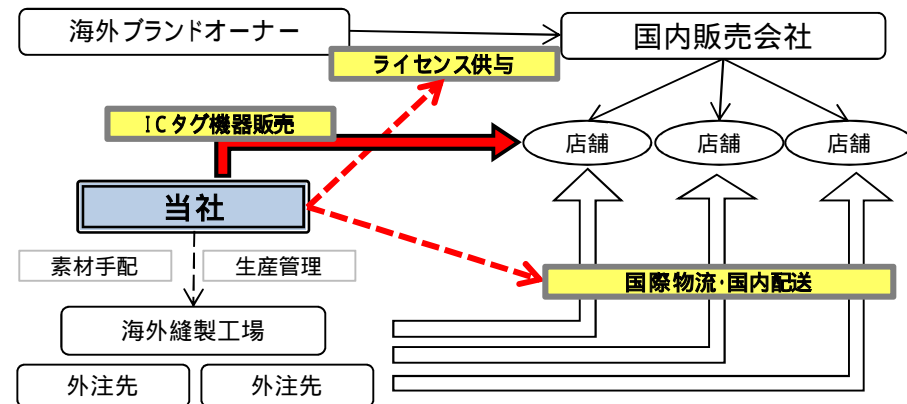 海外ブランドオーナー
国内販売会社
ライセンス供与
ICタグ機器販売
店舗
店舗
店舗
当社
素材手配
生産管理
国際物流・国内配送
海外縫製工場
外注先
外注先